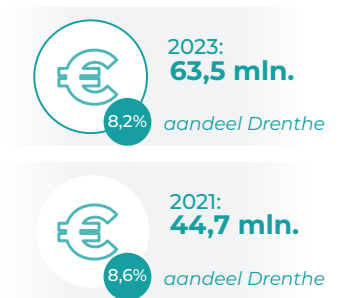 2023:
63,5 mln.
8,2%
aandeel Drenthe
2021:
44,7 mln.
8,6%
aandeel Drenthe